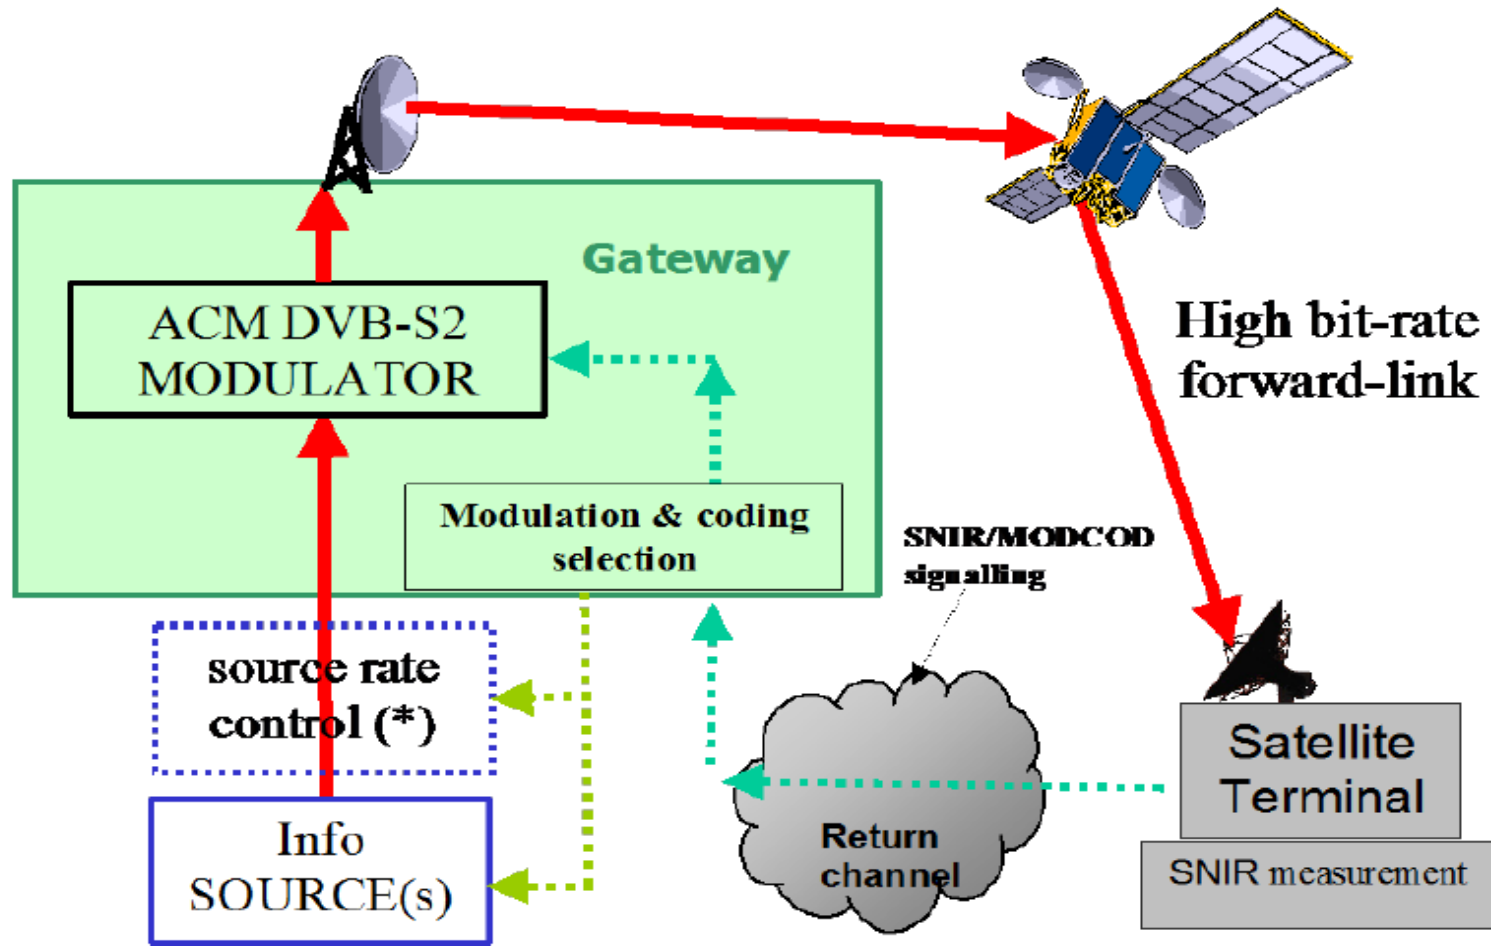 Gateway
ACM DVB-S2
MODULATOR
High bit-rate
forward-link
Modulation & coding
selection
SNIR/MODCOD
signalling
source rate
control (*)
Satellite
Terminal
Return
channel
Info
SOURCE(s)
SNIR measurement